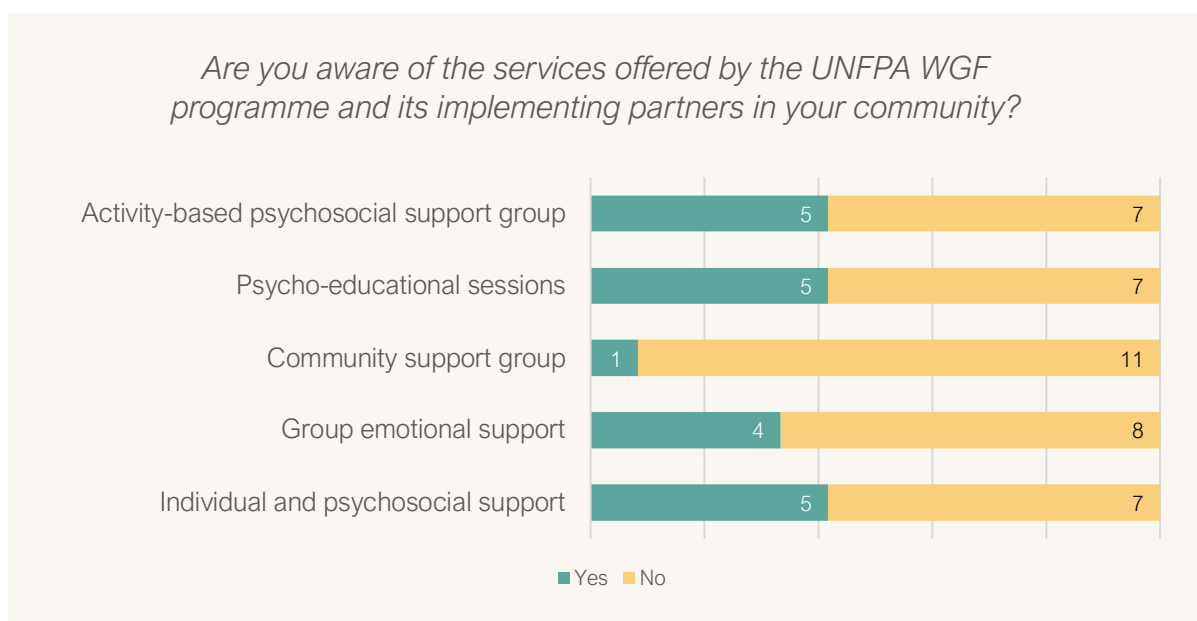 Are you aware of the services offered by the UNFPA WGF
programme and its implementing partners in your community?
Activity-based psychosocial support group 5 7
Psycho-educational sessions 5 7
Community support group 1 11
Group emotional support 4 8
Individual and psychosocial support 5 7
Yes No